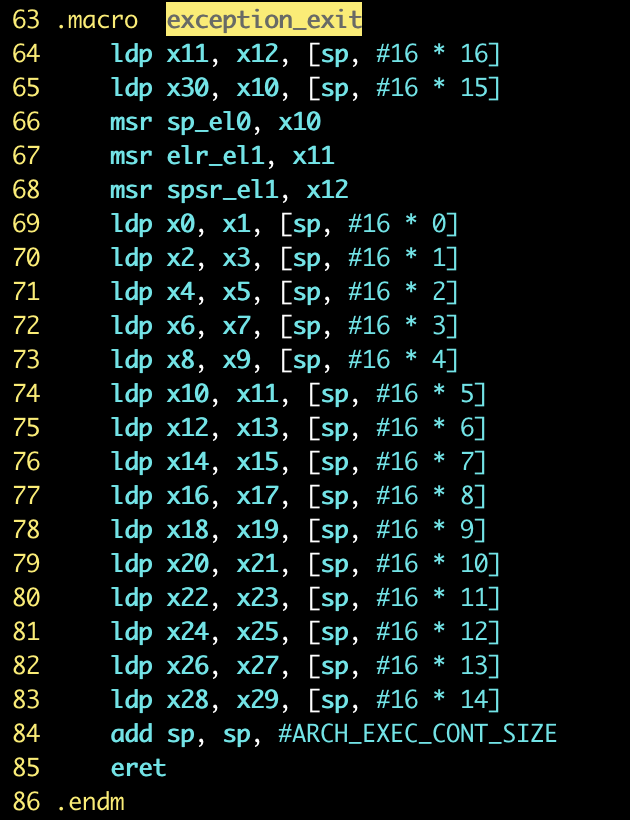 63 .macro  exception_exit
64     ldp x11, x12, [sp, #16 * 16]
65     ldp x30, x10, [sp, #16 * 15]
66     msr sp_el0, x10
67     msr elr_el1, x11
68     msr spsr_el1, x12
69     ldp x0, x1, [sp, #16 * 0]
70     ldp x2, x3, [sp, #16 * 1]
71     ldp x4, x5, [sp, #16 * 2]
72     ldp x6, x7, [sp, #16 * 3]
73     ldp x8, x9, [sp, #16 * 4]
74     ldp x10, x11, [sp, #16 * 5]
75     ldp x12, x13, [sp, #16 * 6]
76     ldp x14, x15, [sp, #16 * 7]
77     ldp x16, x17, [sp, #16 * 8]
78     ldp x18, x19, [sp, #16 * 9]
79     ldp x20, x21, [sp, #16 * 10]
80     ldp x22, x23, [sp, #16 * 11]
81     ldp x24, x25, [sp, #16 * 12]
82     ldp x26, x27, [sp, #16 * 13]
83     ldp x28, x29, [sp, #16 * 14]
84     add sp, sp, #ARCH_EXEC_CONT_SIZE
85     eret
86 .endm